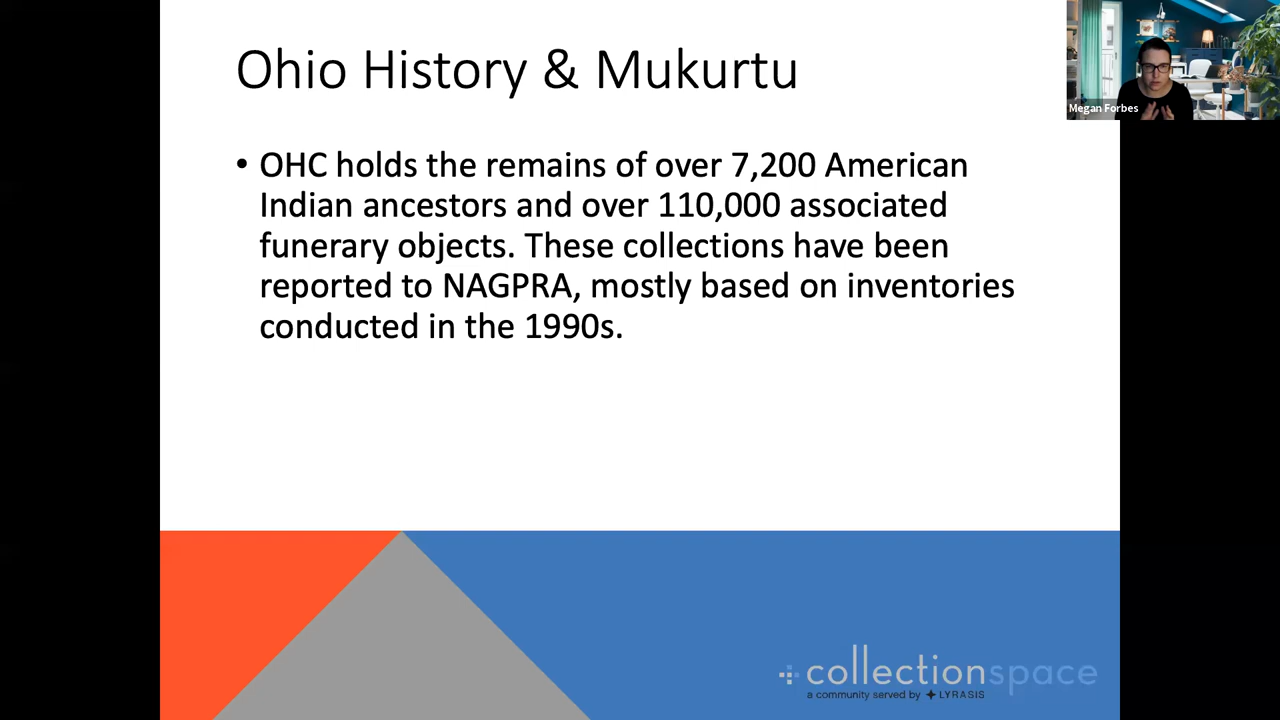 Ohio History & Mukurtu
Megan Forbes
• OHC holds the remains of over 7,200 American
Indian ancestors and over 110,000 associated
funerary objects. These collections have been
reported to NAGPRA, mostly based on inventories
conducted in the 1990s.
collectionspace
a community served by LYRASIS